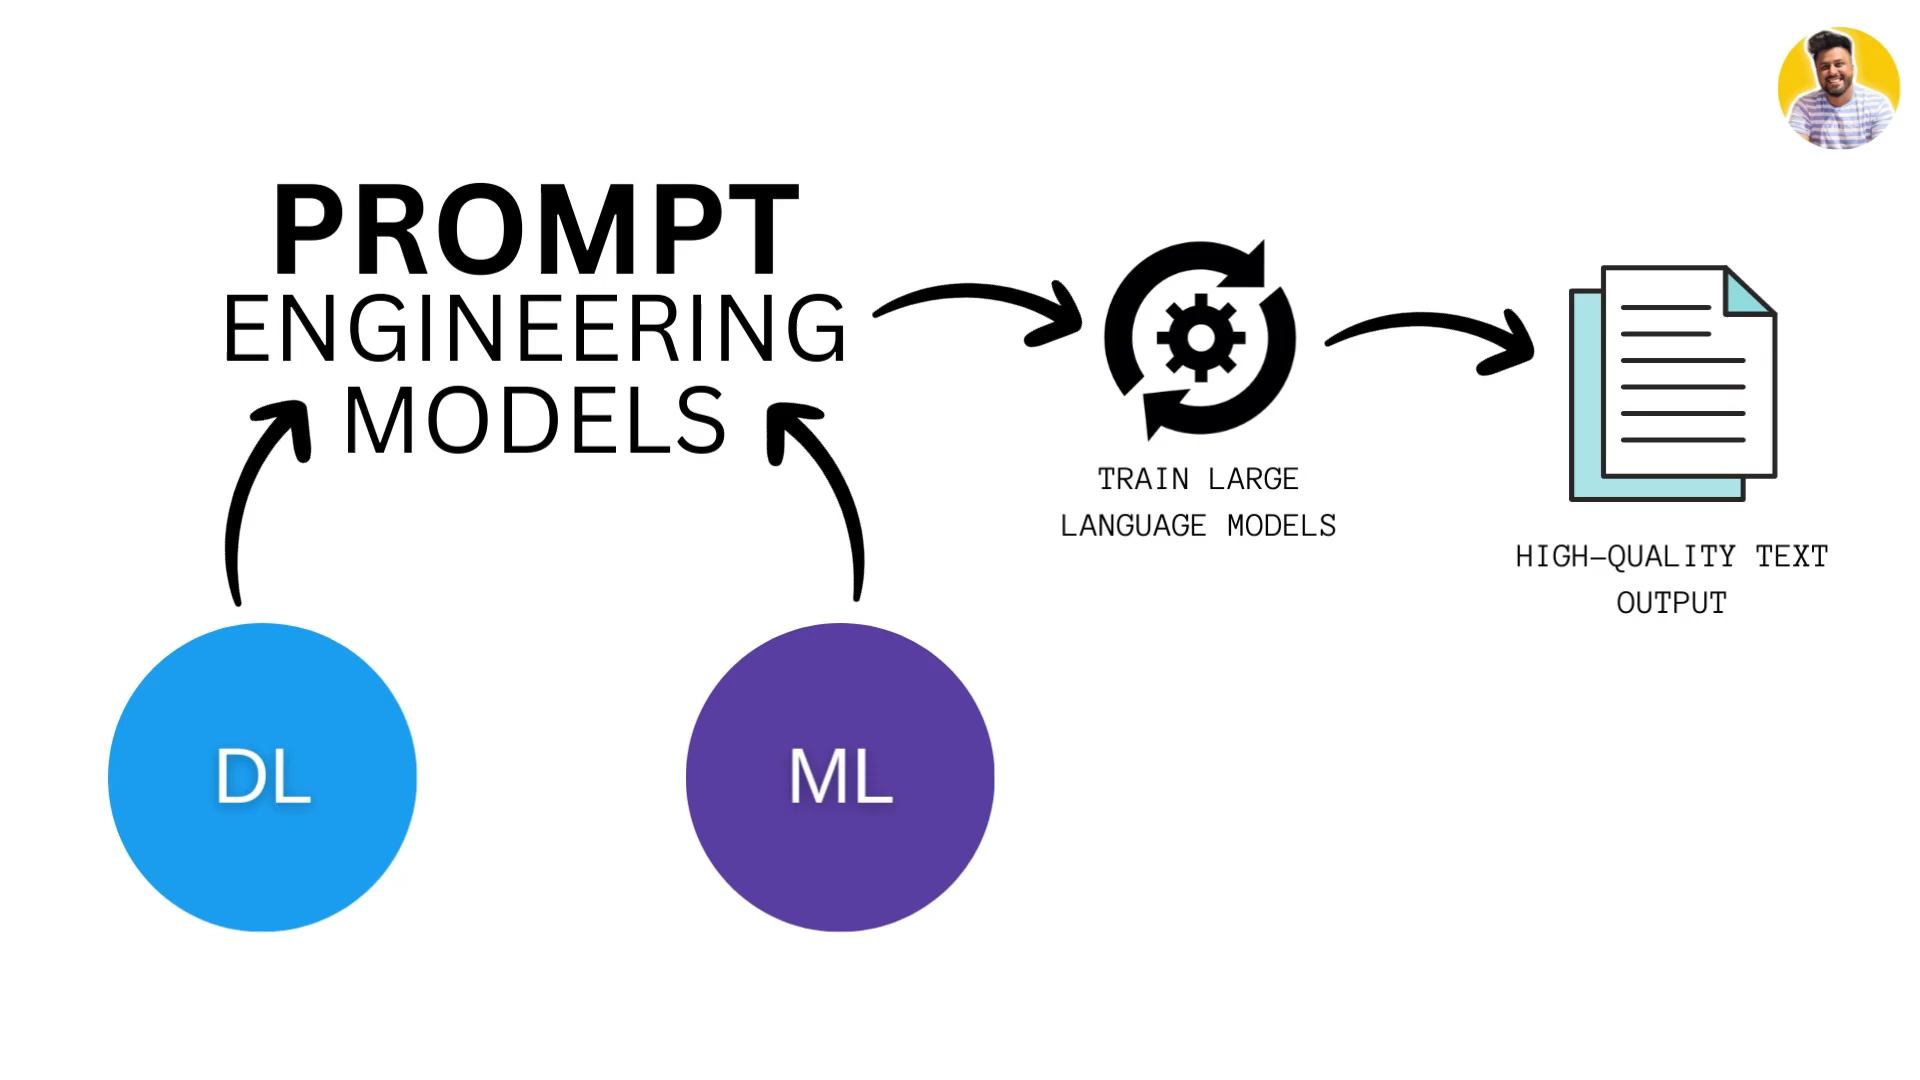 PROMPT
ENGINEERING
MODELS
TRAIN LARGE
LANGUAGE MODELS
HIGH-QUALITY TEXT
OUTPUT
DL
ML